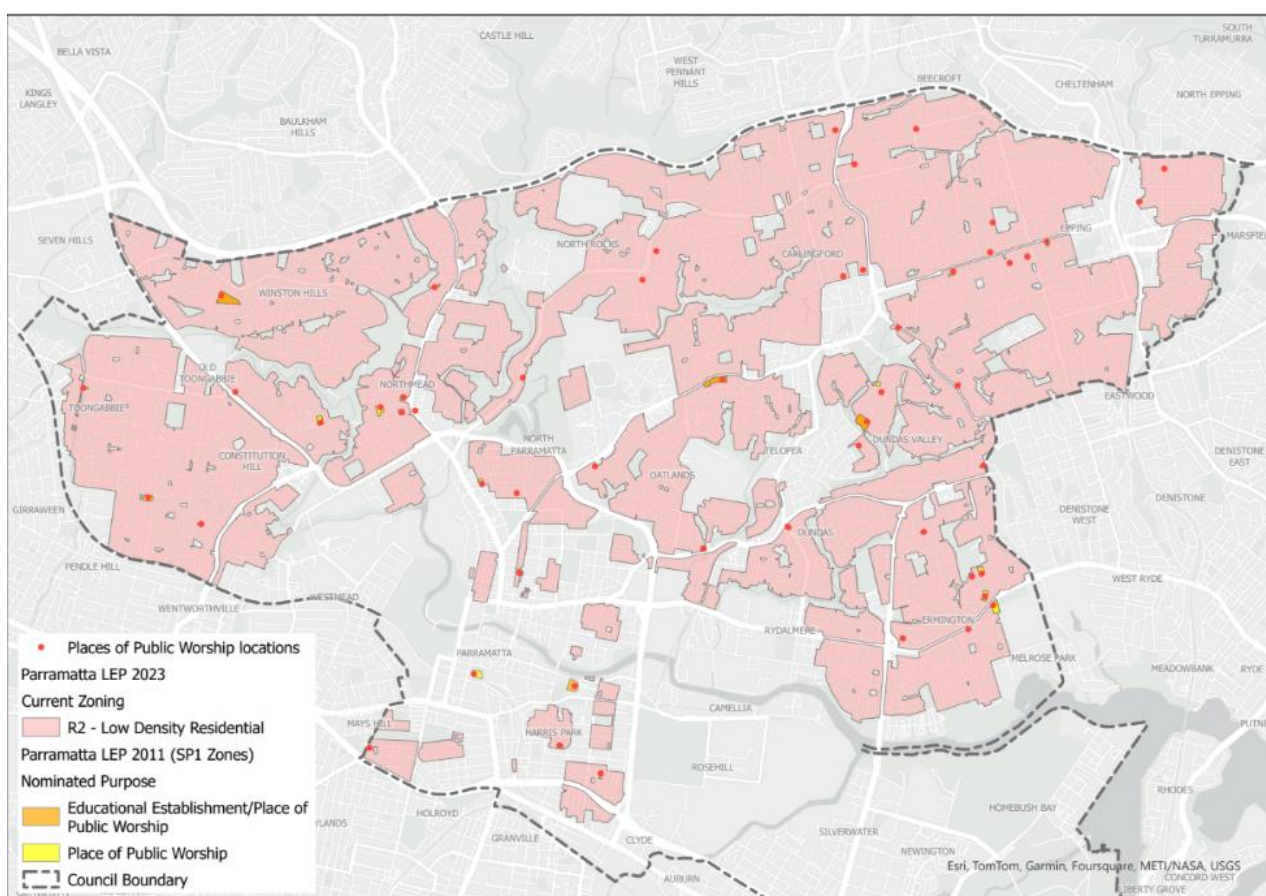 CASTLE HILL
SOUTH
TURRAMURRA
BELLA VISTA
WEST
PENNANT
HILLS
BEECROFT
CHELTENHAM
NORTH EPPING
KINGS
LANGLEY
BAULKHAM
HILLS
SEVEN HILLS
NORTH ROCKS
CARLINGFORD
EPPING
MARSFIE
WINSTON HILLS
OLD
TOONGABBIE
NORTHMEAD
TOONGABBIE
EASTWOOD
NORTH
PARRAMATTA
DUNDAS VALLEY
TELOPEA
CONSTITUTION
HILL
OATLANDS
DENISTONE
EAST
GIRRAWEEN
DENISTONE
DENISTONE
WEST
DUNDAS
PENDLE HILL
WESTMEAD
WEST RYDE
WENTWORTHVILLE
ERMINGTON
RYDALMERE
PARRAMATTA
MELROSE PARK
MEADOWBANK
RYDE
CAMELLIA
MAYS HILL
HARRIS PARK
PUTNE
ROSEHILL
RHODES
HOLROYD
HOMEBUSH BAY
YLANDS
GRANVILLE
CLYDE
SILVERWATER
NEWINGTON
AUBURN
CONCORD WEST
LIBERTY GROVE
Places of Public Worship locations
Parramatta LEP 2023
Current Zoning
R2 - Low Density Residential
Parramatta LEP 2011 (SP1 Zones)
Nominated Purpose
Educational Establishment/Place of
Public Worship
Place of Public Worship
Council Boundary
Esri, TomTom, Garmin, Foursquare, METI/NASA, USGS